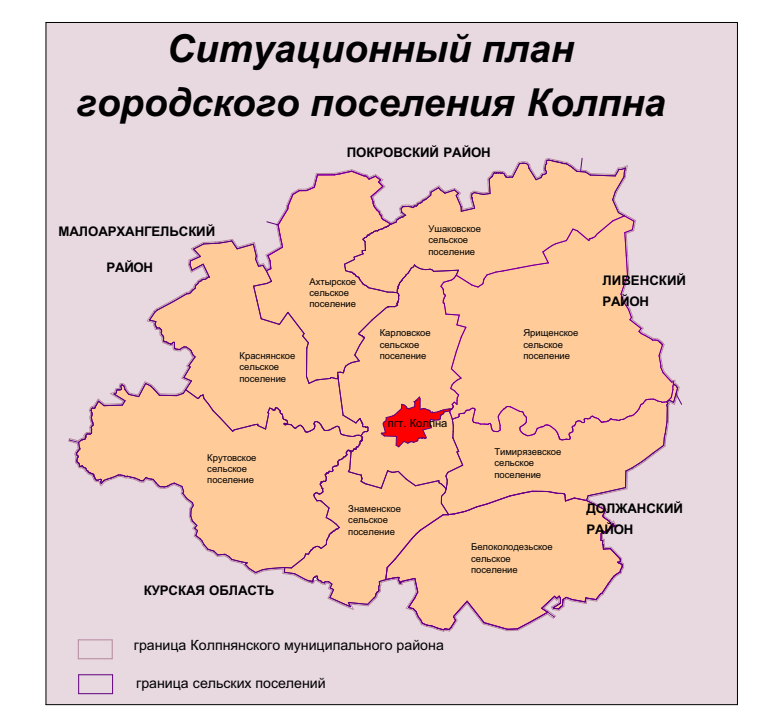 Ситуационный план
городского поселения Колпна
ПОКРОВСКИЙ РАЙОН
МАЛОАРХАНГЕЛЬСКИЙ
РАЙОН
Ушаковское
сельское
поселение
ЛИВЕНСКИЙ
РАЙОН
Ахтырское
сельское
поселение
Карловское
сельское
поселение
Ярищенское
сельское
поселение
Краснянское
сельское
поселение
пгт. Колпна
Крутовское
сельское
поселение
Тимирязевское
сельское
поселение
Знаменское
сельское
поселение
ДОЛЖАНСКИЙ
РАЙОН
Белоколодезьское
сельское
поселение
КУРСКАЯ ОБЛАСТЬ
граница Колпнянского муниципального района
граница сельских поселений